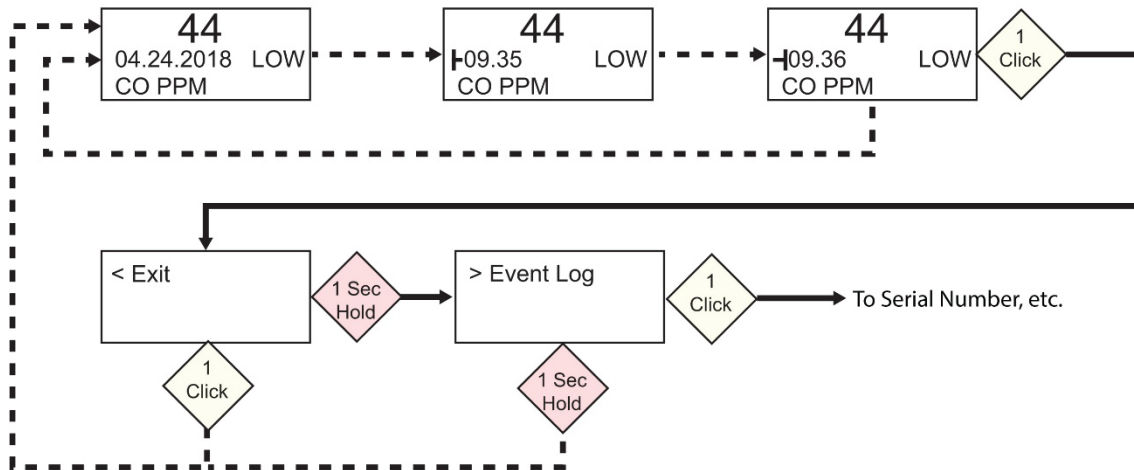 44
04.24.2018 LOW
CO PPM
44
09.35 LOW
CO PPM
44
09.36 LOW
CO PPM
1
Click
< Exit
1 Sec
Hold
> Event Log
1
Click
To Serial Number, etc.
1
Click
1 Sec
Hold